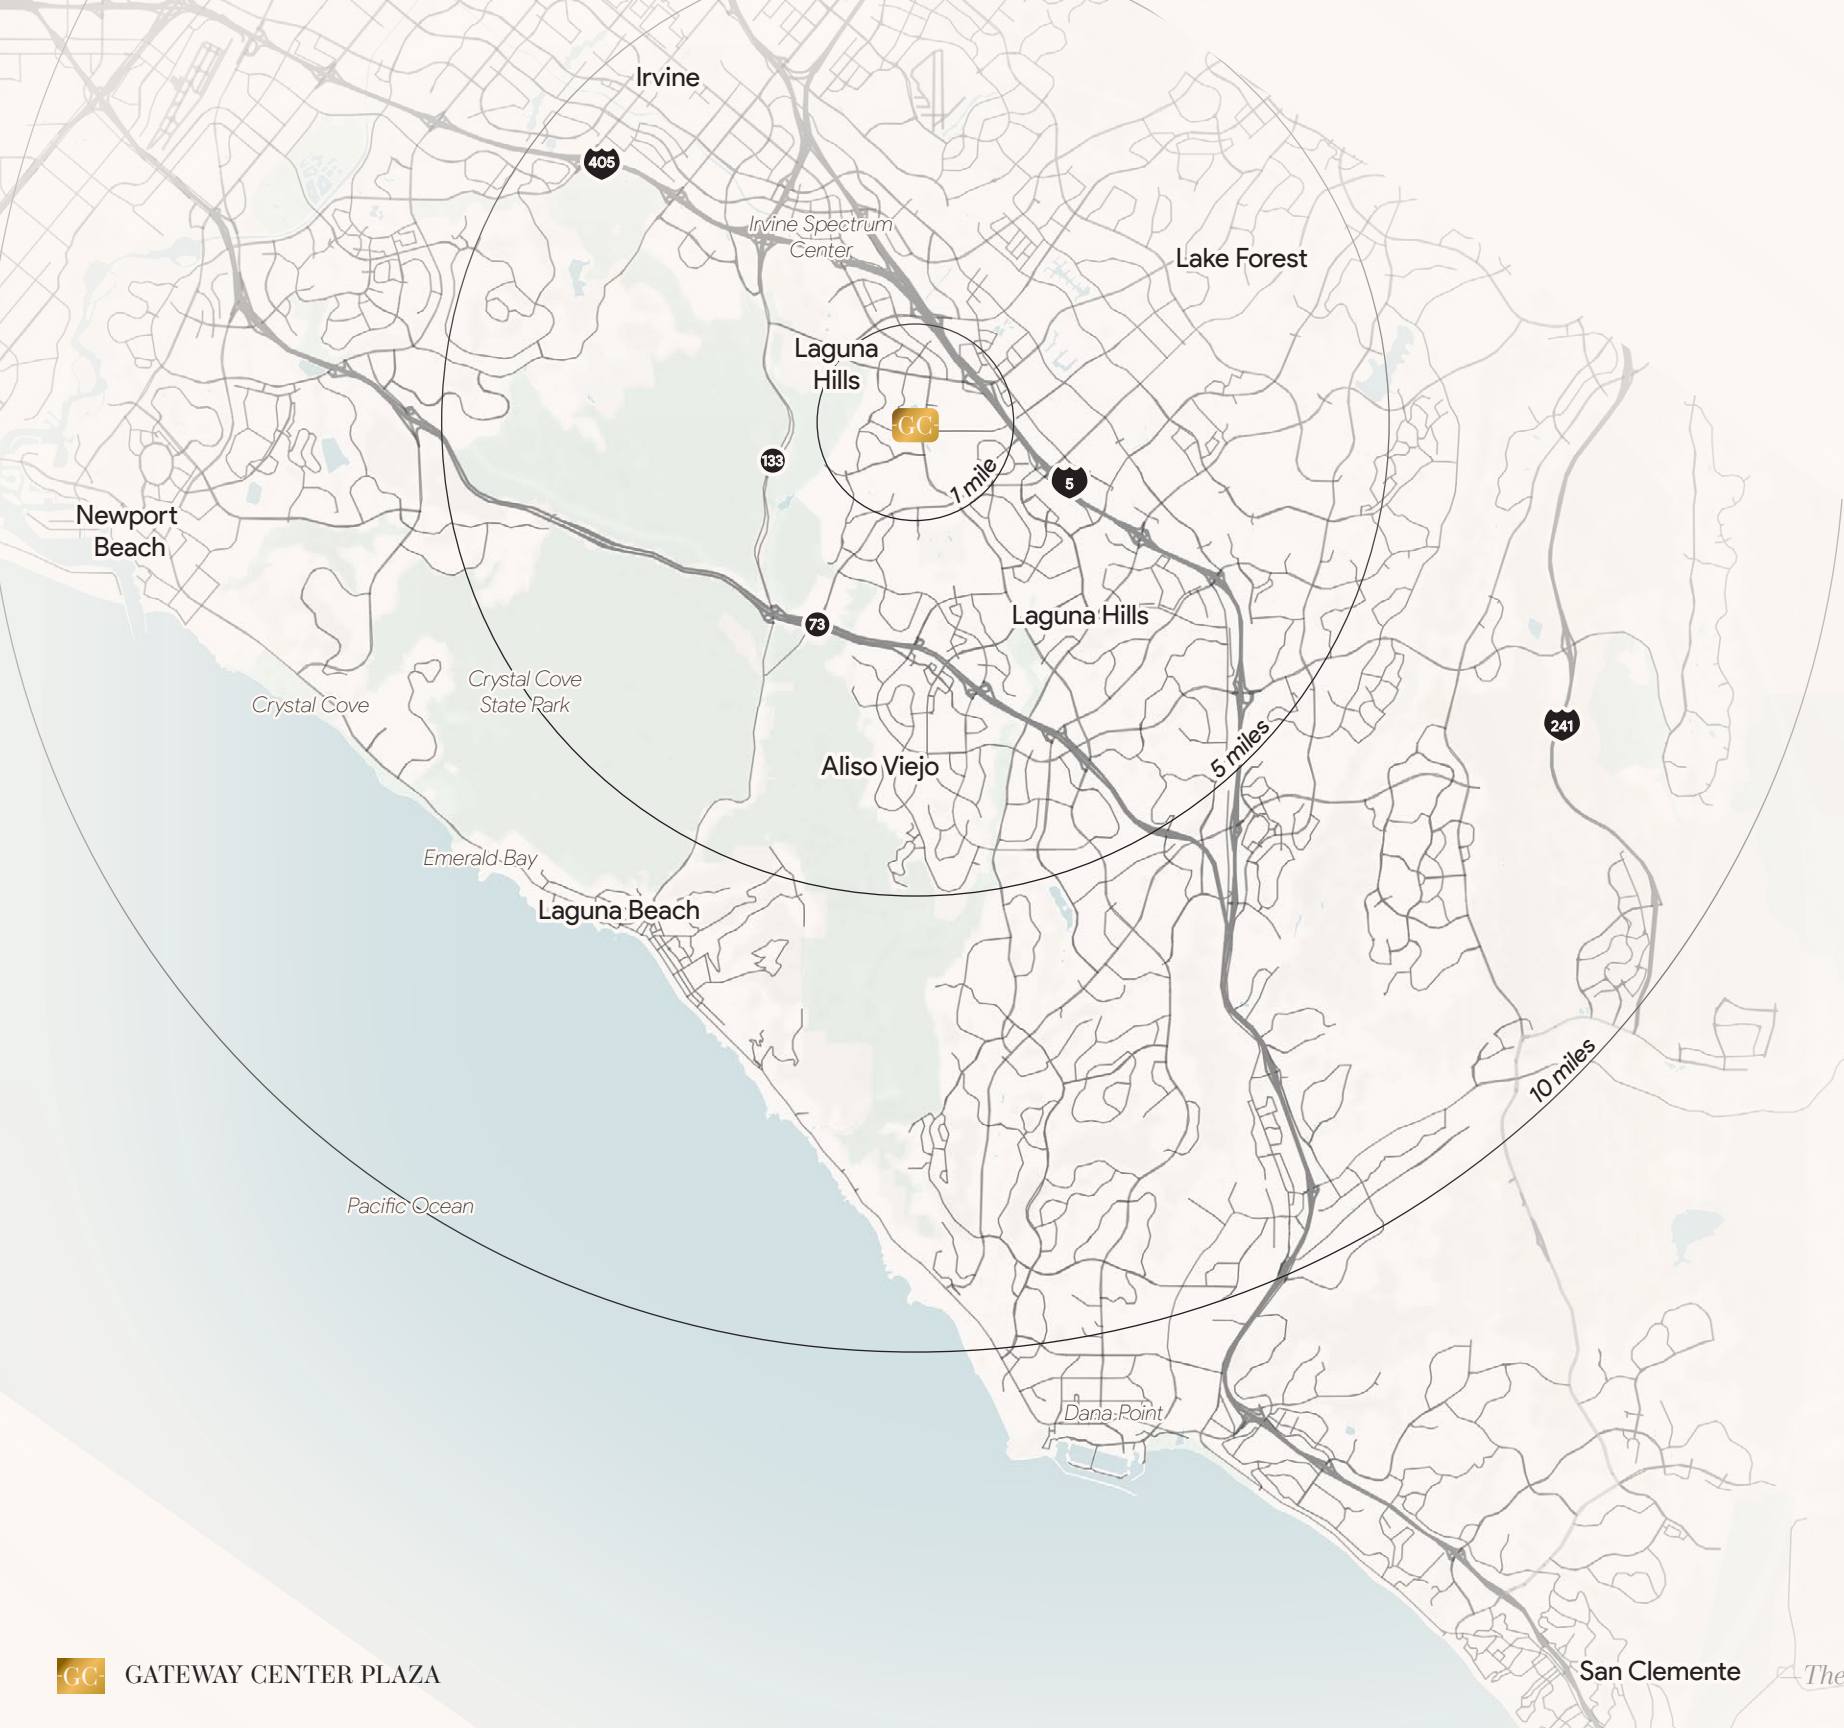 Irvine
405
Irvine Spectrum
Center
Lake Forest
Laguna
Hills
GC
1 mile
133
5
Newport
Beach
Laguna Hills
73
Crystal Cove
State Park
Crystal Cove
241
5 miles
Aliso Viejo
Emerald Bay
Laguna Beach
10 miles
Pacific Ocean
Dana Point
San Clemente
GC
GATEWAY CENTER PLAZA
The